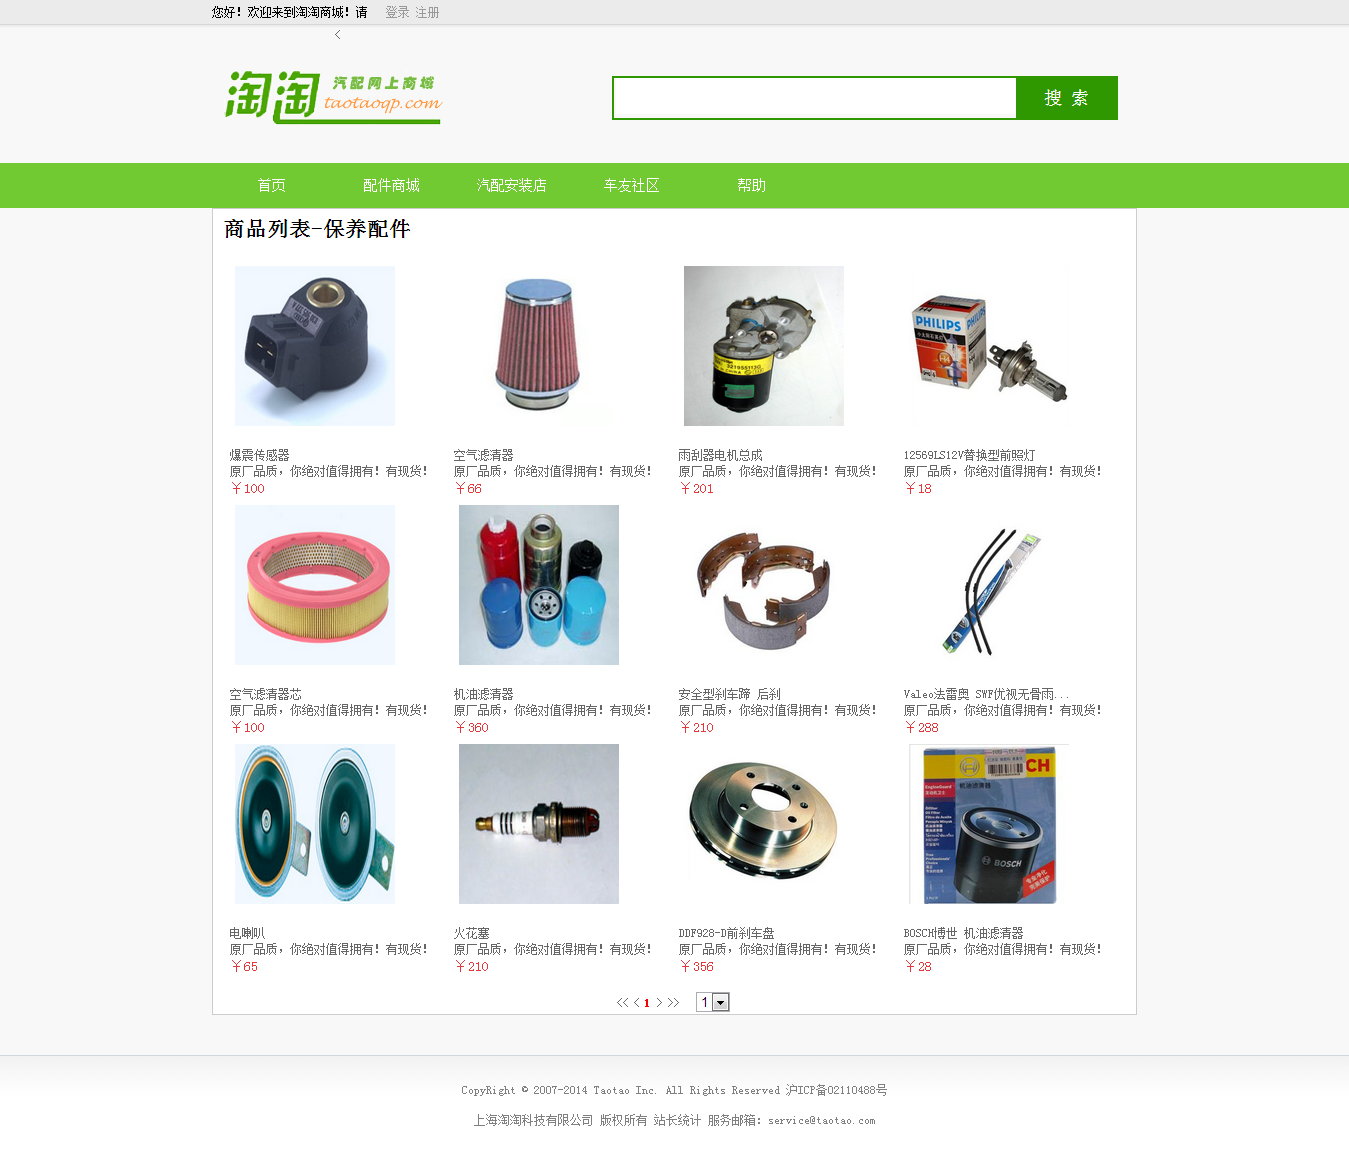 您好！欢迎来到淘淘商城！请 登录 注册
<
淘淘 汽配网上商城
taotaoqp.com
搜 索
首页 配件商城 汽配安装店 车友社区 帮助
商品列表-保养配件
PHILIPS PHILIPS
爆震传感器 空气滤清器 雨刮器电机总成 12569LS12V替换型前照灯
原厂品质，你绝对值得拥有！有现货！ 原厂品质，你绝对值得拥有！有现货！ 原厂品质，你绝对值得拥有！有现货！ 原厂品质，你绝对值得拥有！有现货！
￥100 ￥66 ￥201 ￥18
空气滤清器芯 机油滤清器 安全型刹车蹄 后刹 Valeo法雷奥 SWF优视无骨雨...
原厂品质，你绝对值得拥有！有现货！ 原厂品质，你绝对值得拥有！有现货！ 原厂品质，你绝对值得拥有！有现货！ 原厂品质，你绝对值得拥有！有现货！
￥100 ￥360 ￥210 ￥288
CH
机油滤清器
BOSCH
电喇叭 火花塞 DDF928-D前刹车盘 BOSCH博世 机油滤清器
原厂品质，你绝对值得拥有！有现货！ 原厂品质，你绝对值得拥有！有现货！ 原厂品质，你绝对值得拥有！有现货！ 原厂品质，你绝对值得拥有！有现货！
￥65 ￥210 ￥356 ￥28
<< < 1 > >> 1
CopyRight © 2007-2014 Taotao Inc. All Rights Reserved 沪ICP备02110488号
上海淘淘科技有限公司 版权所有 站长统计 服务邮箱：service@taotao.com